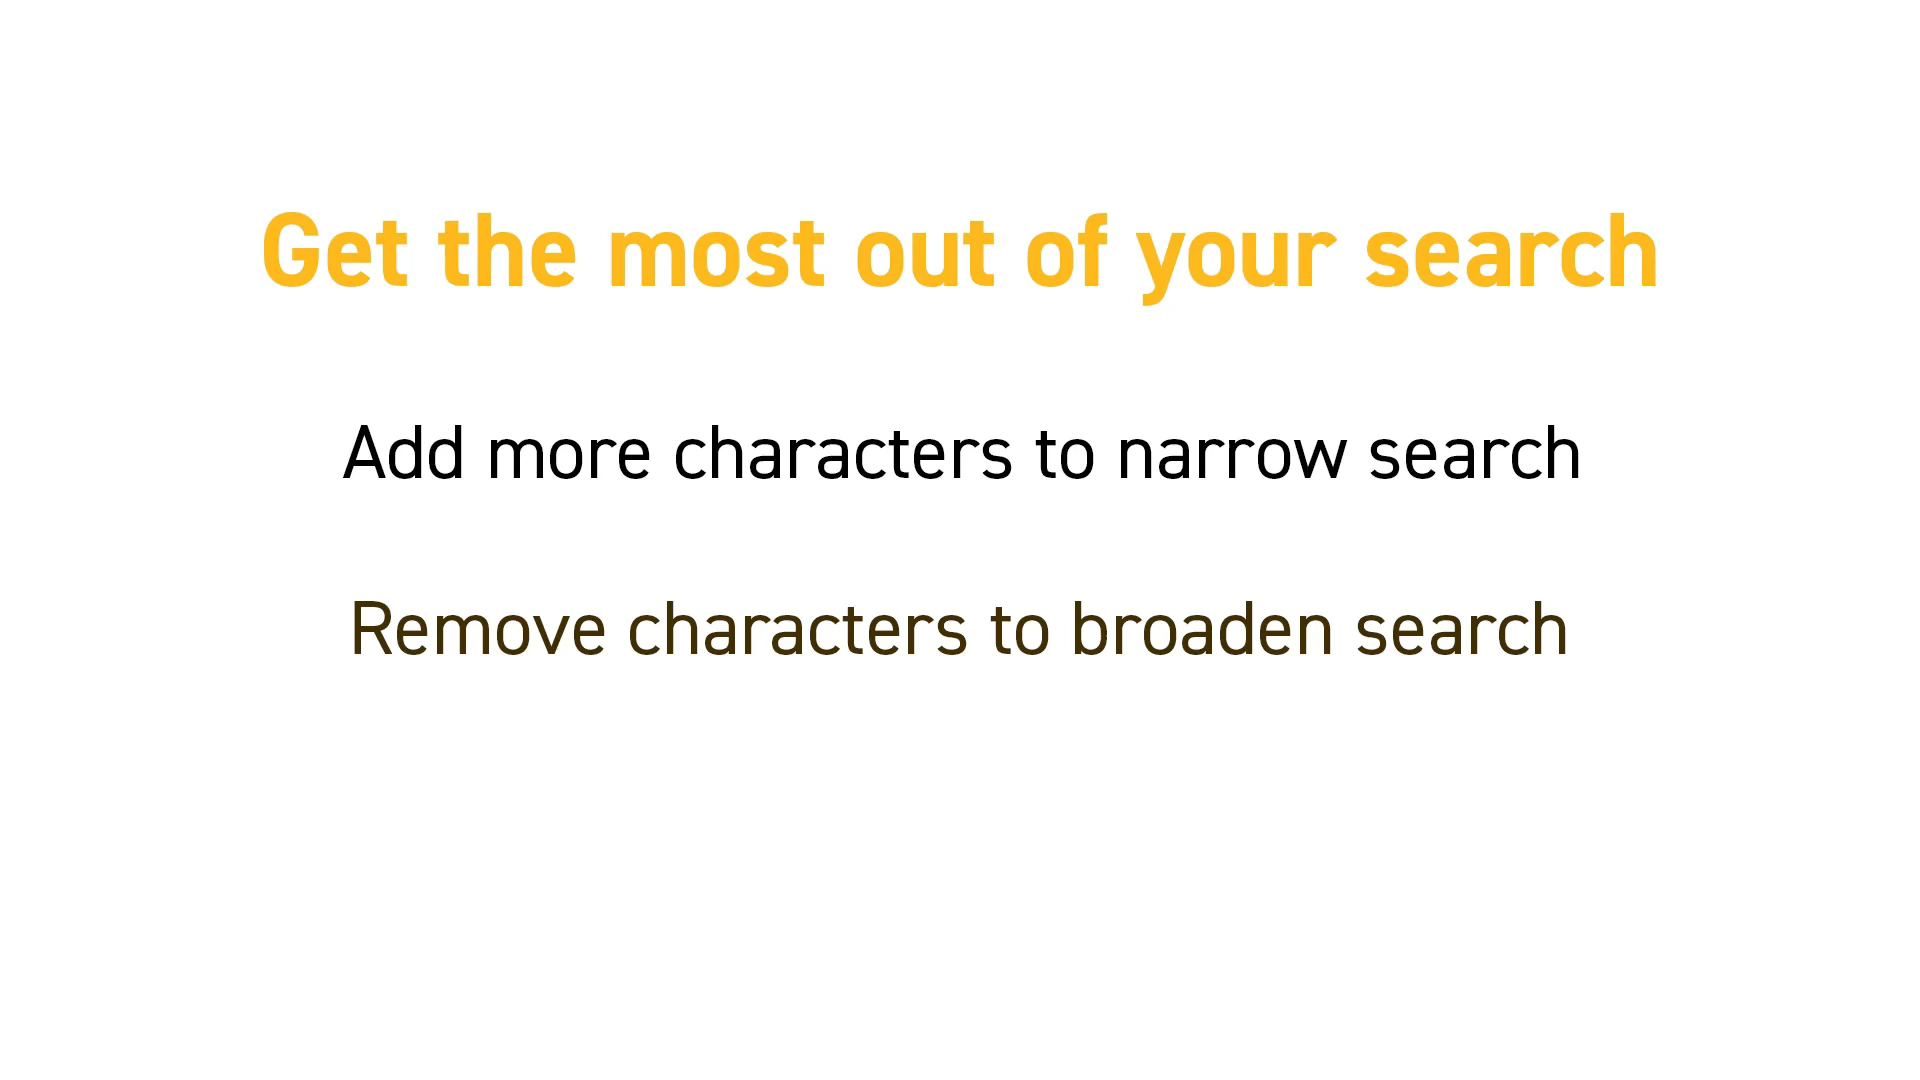 Get the most out of your search
Add more characters to narrow search
Remove characters to broaden search